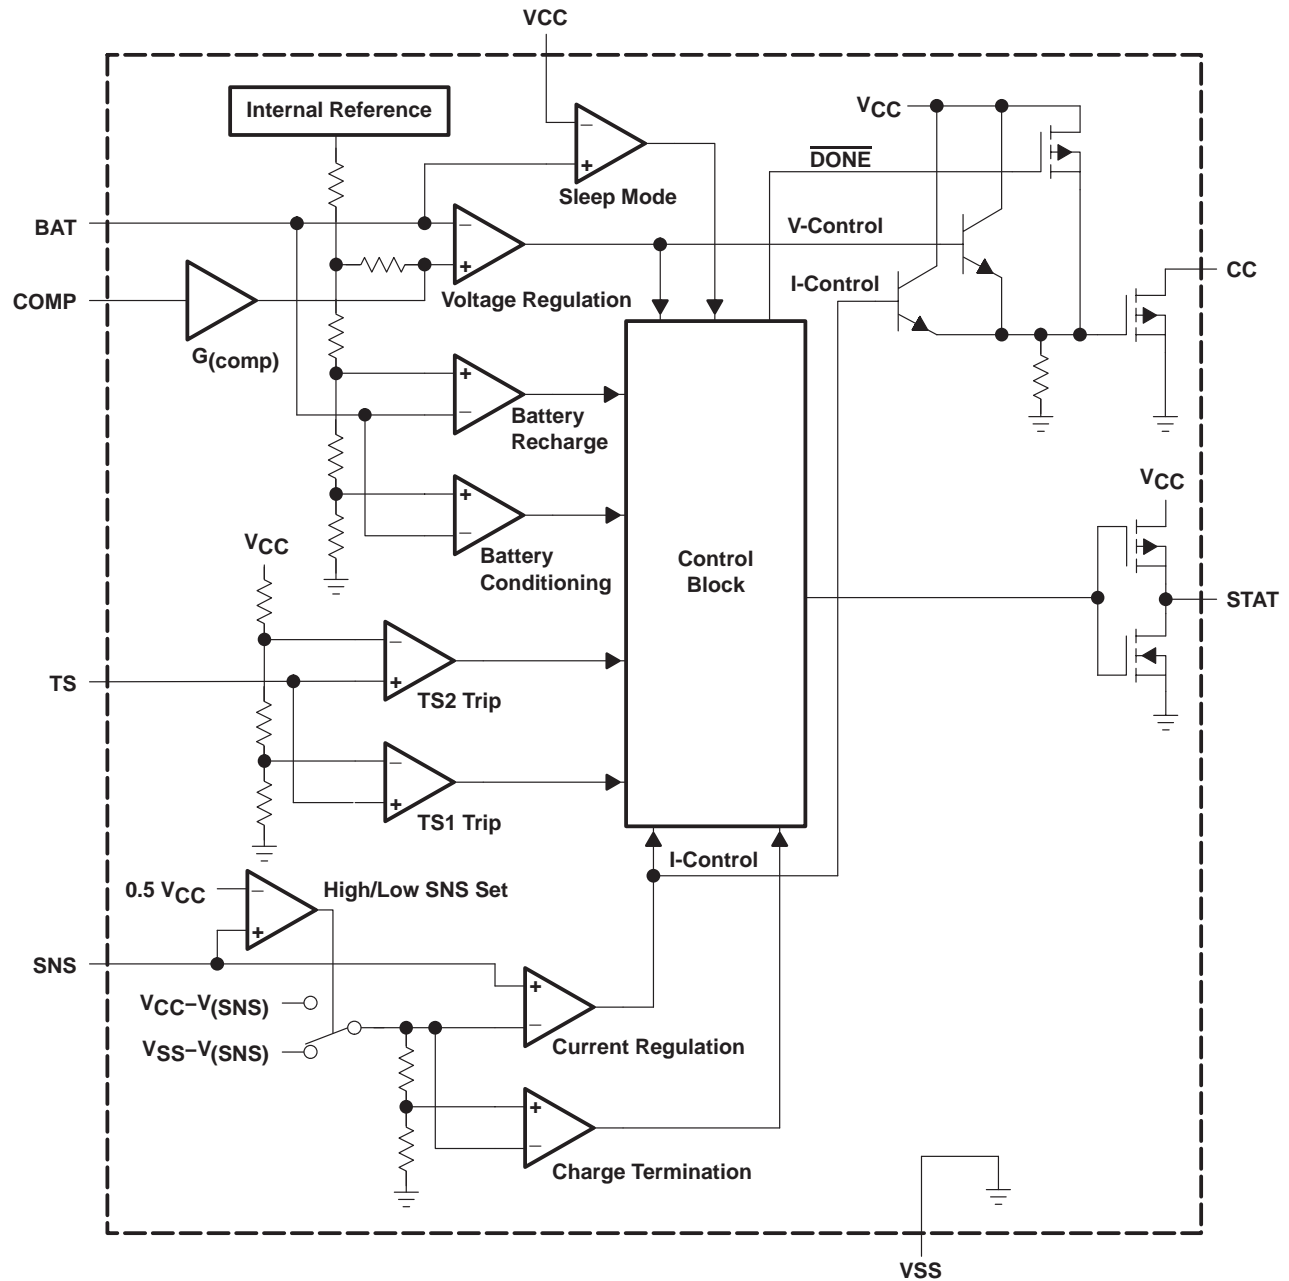 VCC
Internal Reference
VCC
DONE
−
+
Sleep Mode
BAT
−
+
V-Control
Voltage Regulation
I-Control
CC
COMP
G(comp)
+
−
Battery
Recharge
+
−
Battery
Conditioning
VCC
VCC
Control
Block
STAT
−
+
TS2 Trip
TS
−
+
TS1 Trip
I-Control
0.5 VCC
−
+
High/Low SNS Set
SNS
+
−
Current Regulation
VCC−V(SNS)
VSS−V(SNS)
+
−
Charge Termination
VSS